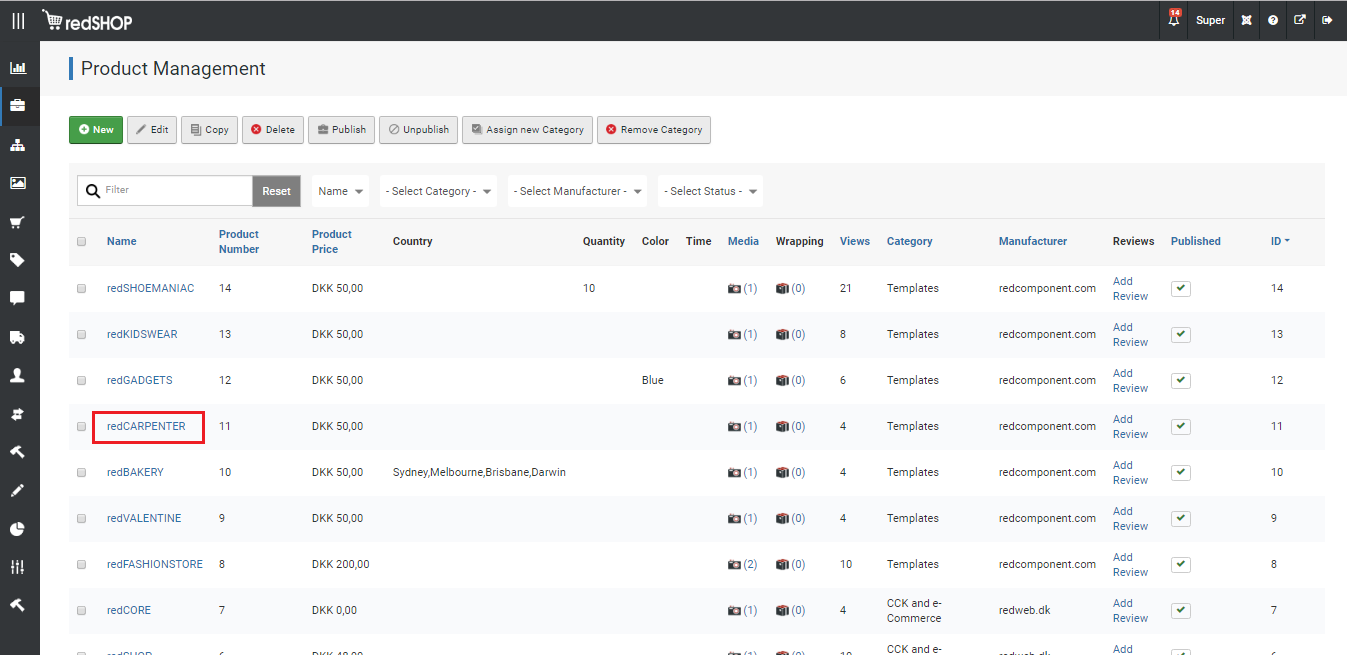 redSHOP
14
Super
Product Management
New Edit Copy Delete Publish Unpublish Assign new Category Remove Category
Filter Reset Name - Select Category - - Select Manufacturer - - Select Status -
Name Product Number Product Price Country Quantity Color Time Media Wrapping Views Category Manufacturer Reviews Published ID
redSHOEMANIAC 14 DKK 50,00 10 (1) (0) 21 Templates redcomponent.com Add Review 14
redKIDSWEAR 13 DKK 50,00 (1) (0) 8 Templates redcomponent.com Add Review 13
redGADGETS 12 DKK 50,00 Blue (1) (0) 6 Templates redcomponent.com Add Review 12
redCARPENTER 11 DKK 50,00 (1) (0) 4 Templates redcomponent.com Add Review 11
redBAKERY 10 DKK 50,00 Sydney,Melbourne,Brisbane,Darwin (1) (0) 4 Templates redcomponent.com Add Review 10
redVALENTINE 9 DKK 50,00 (1) (0) 4 Templates redcomponent.com Add Review 9
redFASHIONSTORE 8 DKK 200,00 (2) (0) 10 Templates redcomponent.com Add Review 8
redCORE 7 DKK 0,00 (1) (0) 4 CCK and e-Commerce redweb.dk Add Review 7
redSHOP CCK and e- Add